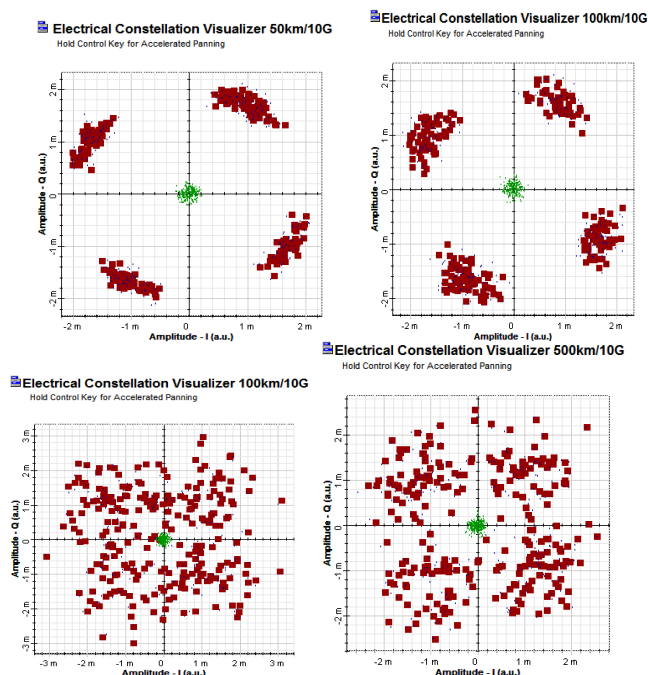 Electrical Constellation Visualizer 50km/10G
Hold Control Key for Accelerated Panning
Amplitude - Q (a.u.)
2 m
1 m
0
-1 m
-2 m
-2 m -1 m 0 1 m 2 m
Amplitude - I (a.u.)
Electrical Constellation Visualizer 100km/10G
Hold Control Key for Accelerated Panning
Amplitude - Q (a.u.)
2 m
1 m
0
-1 m
-2 m
-2 m -1 m 0 1 m 2 m
Amplitude - I (a.u.)
Electrical Constellation Visualizer 100km/10G
Hold Control Key for Accelerated Panning
Amplitude - Q (a.u.)
3 m
2 m
1 m
0
-1 m
-2 m
-3 m
-3 m -2 m -1 m 0 1 m 2 m 3 m
Amplitude - I (a.u.)
Electrical Constellation Visualizer 500km/10G
Hold Control Key for Accelerated Panning
Amplitude - Q (a.u.)
2 m
1 m
0
-1 m
-2 m
-2 m -1 m 0 1 m 2 m
Amplitude - I (a.u.)